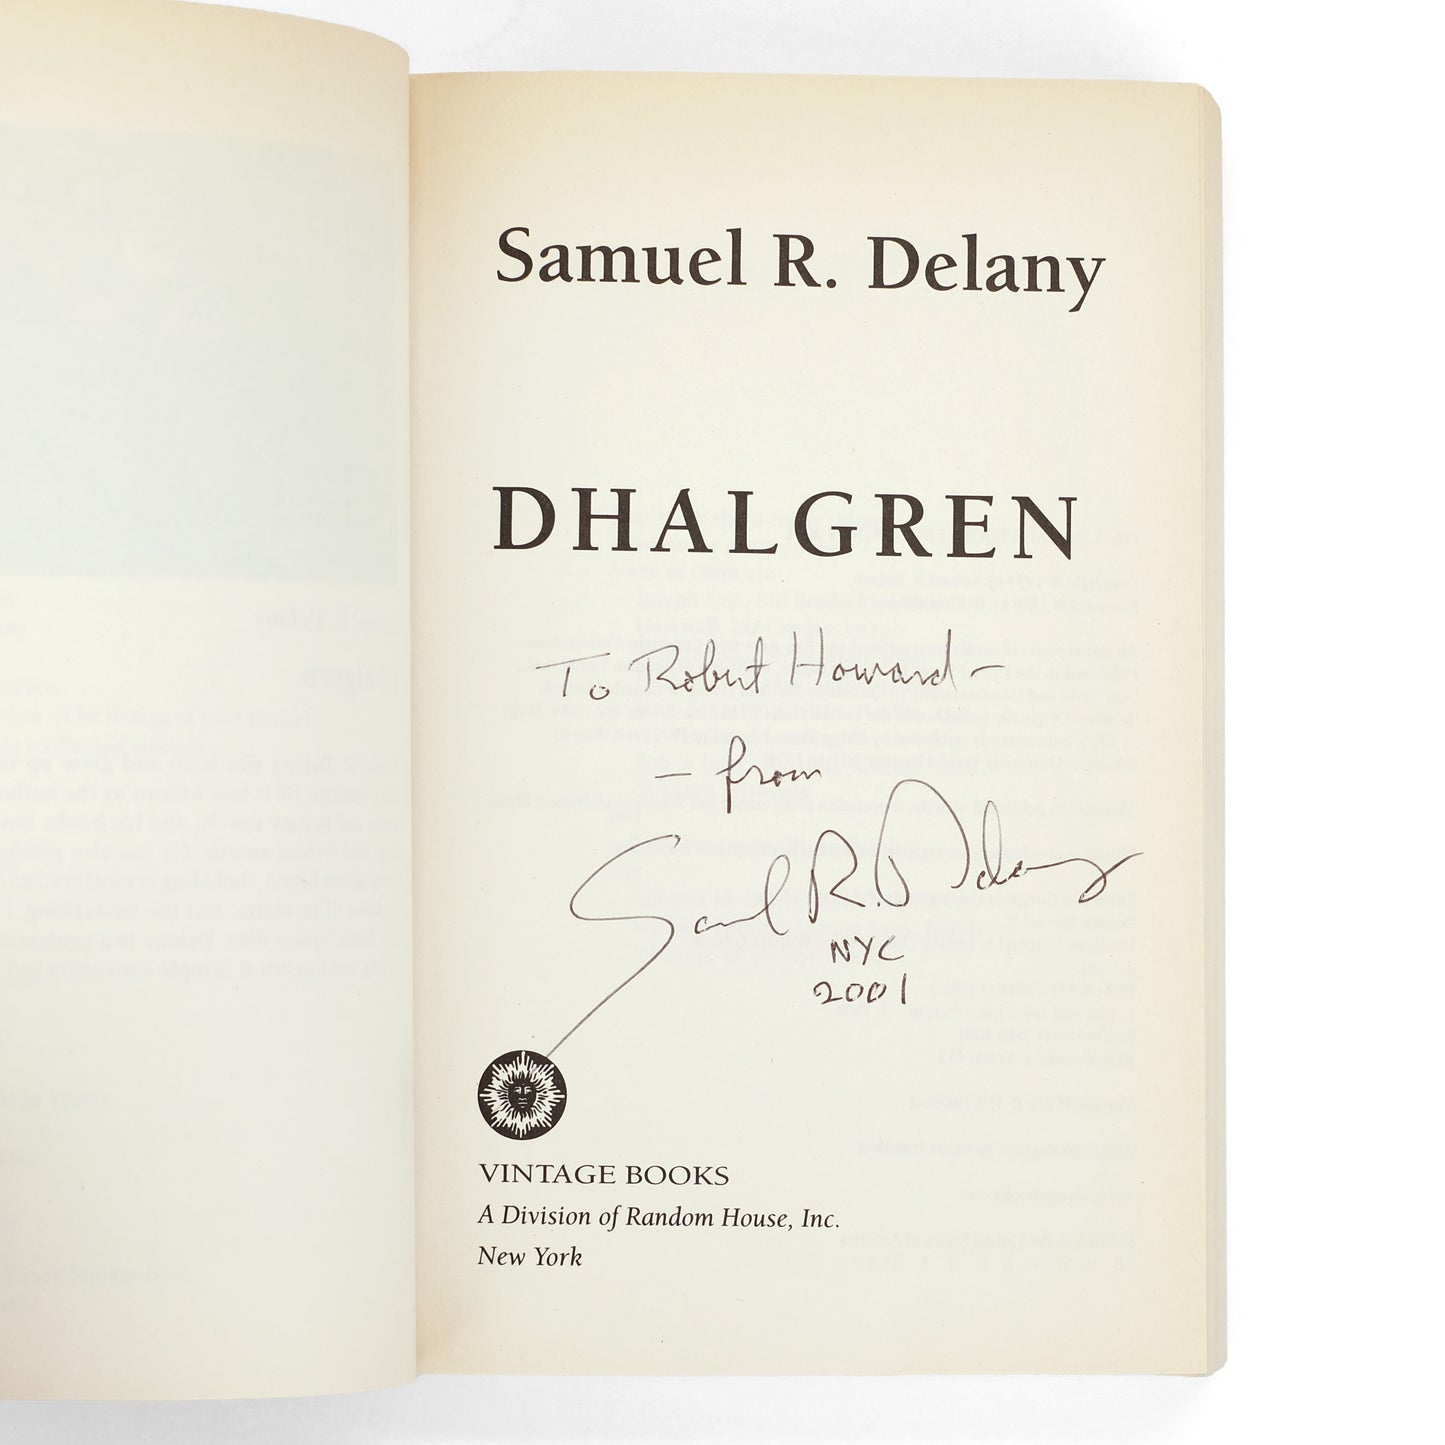 Samuel R. Delany
DHALGREN
To Robert Howard –
– from
Samuel R. Delany
NYC
2001
VINTAGE BOOKS
A Division of Random House, Inc.
New York